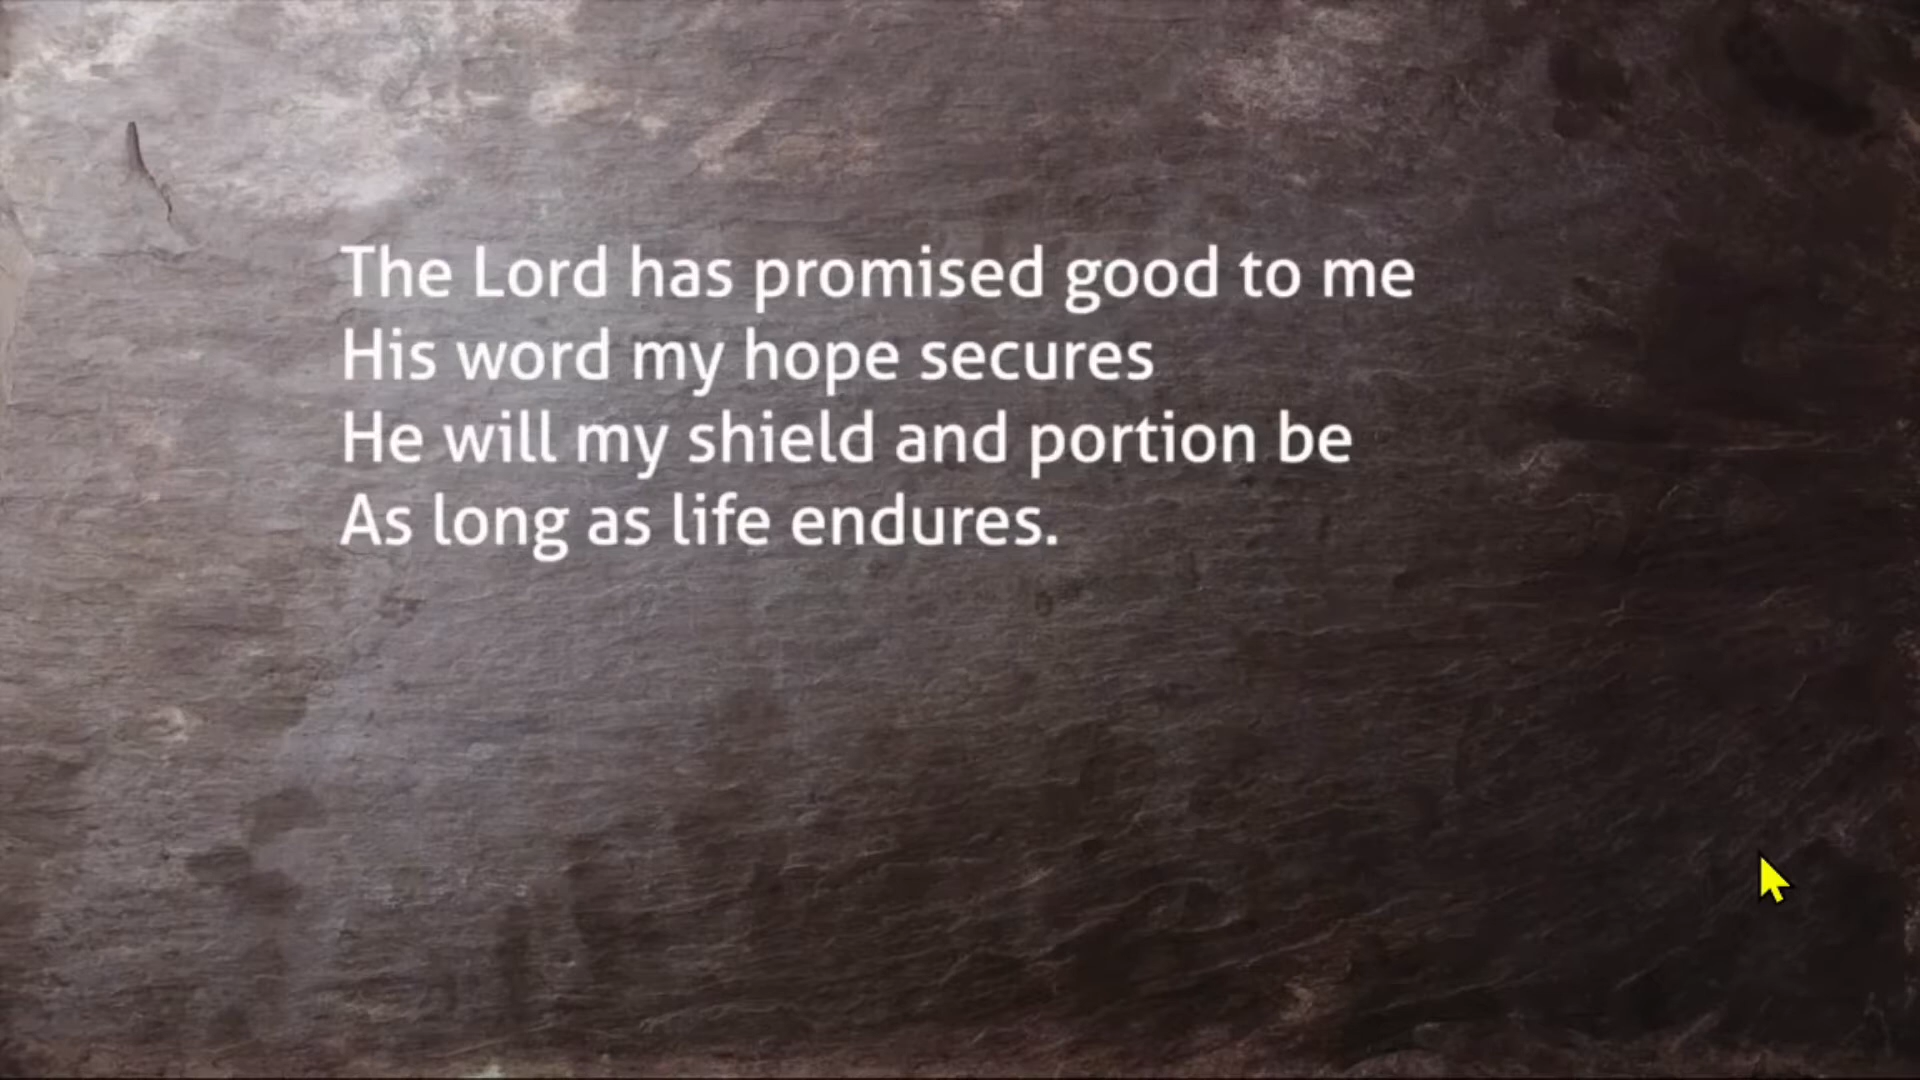 The Lord has promised good to me
His word my hope secures
He will my shield and portion be
As long as life endures.